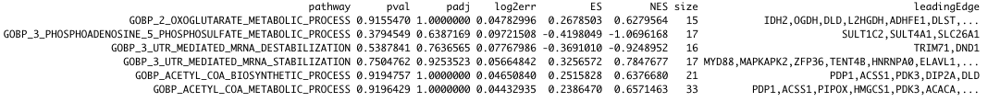 pathway pval padj log2err ES NES size leadingEdge
GOBP_2_OXOGLUTARATE_METABOLIC_PROCESS 0.9155470 1.0000000 0.04782996 0.2678503 0.6279564 15 IDH2,OGDH,DLD,L2HGDH,ADHFE1,DLST,...
GOBP_3_PHOSPHOADENOSINE_5_PHOSPHOSULFATE_METABOLIC_PROCESS 0.3794549 0.6387169 0.09721508 -0.4198049 -1.0696168 17 SULT1C2,SULT4A1,SLC26A1
GOBP_3_UTR_MEDIATED_MRNA_DESTABILIZATION 0.5387841 0.7636565 0.07767986 -0.3691010 -0.9248952 16 TRIM71,DND1
GOBP_3_UTR_MEDIATED_MRNA_STABILIZATION 0.7504762 0.9253523 0.05664842 0.3256572 0.7847677 17 MYD88,MAPKAPK2,ZFP36,TENT4B,HNRNPA0,ELAVL1,...
GOBP_ACETYL_COA_BIOSYNTHETIC_PROCESS 0.9194757 1.0000000 0.04650840 0.2515828 0.6376680 21 PDP1,ACSS1,PDK3,DIP2A,DLD
GOBP_ACETYL_COA_METABOLIC_PROCESS 0.9196429 1.0000000 0.04432935 0.2386470 0.6571463 33 PDP1,ACSS1,PIPOX,HMGCS1,PDK3,ACACA,...